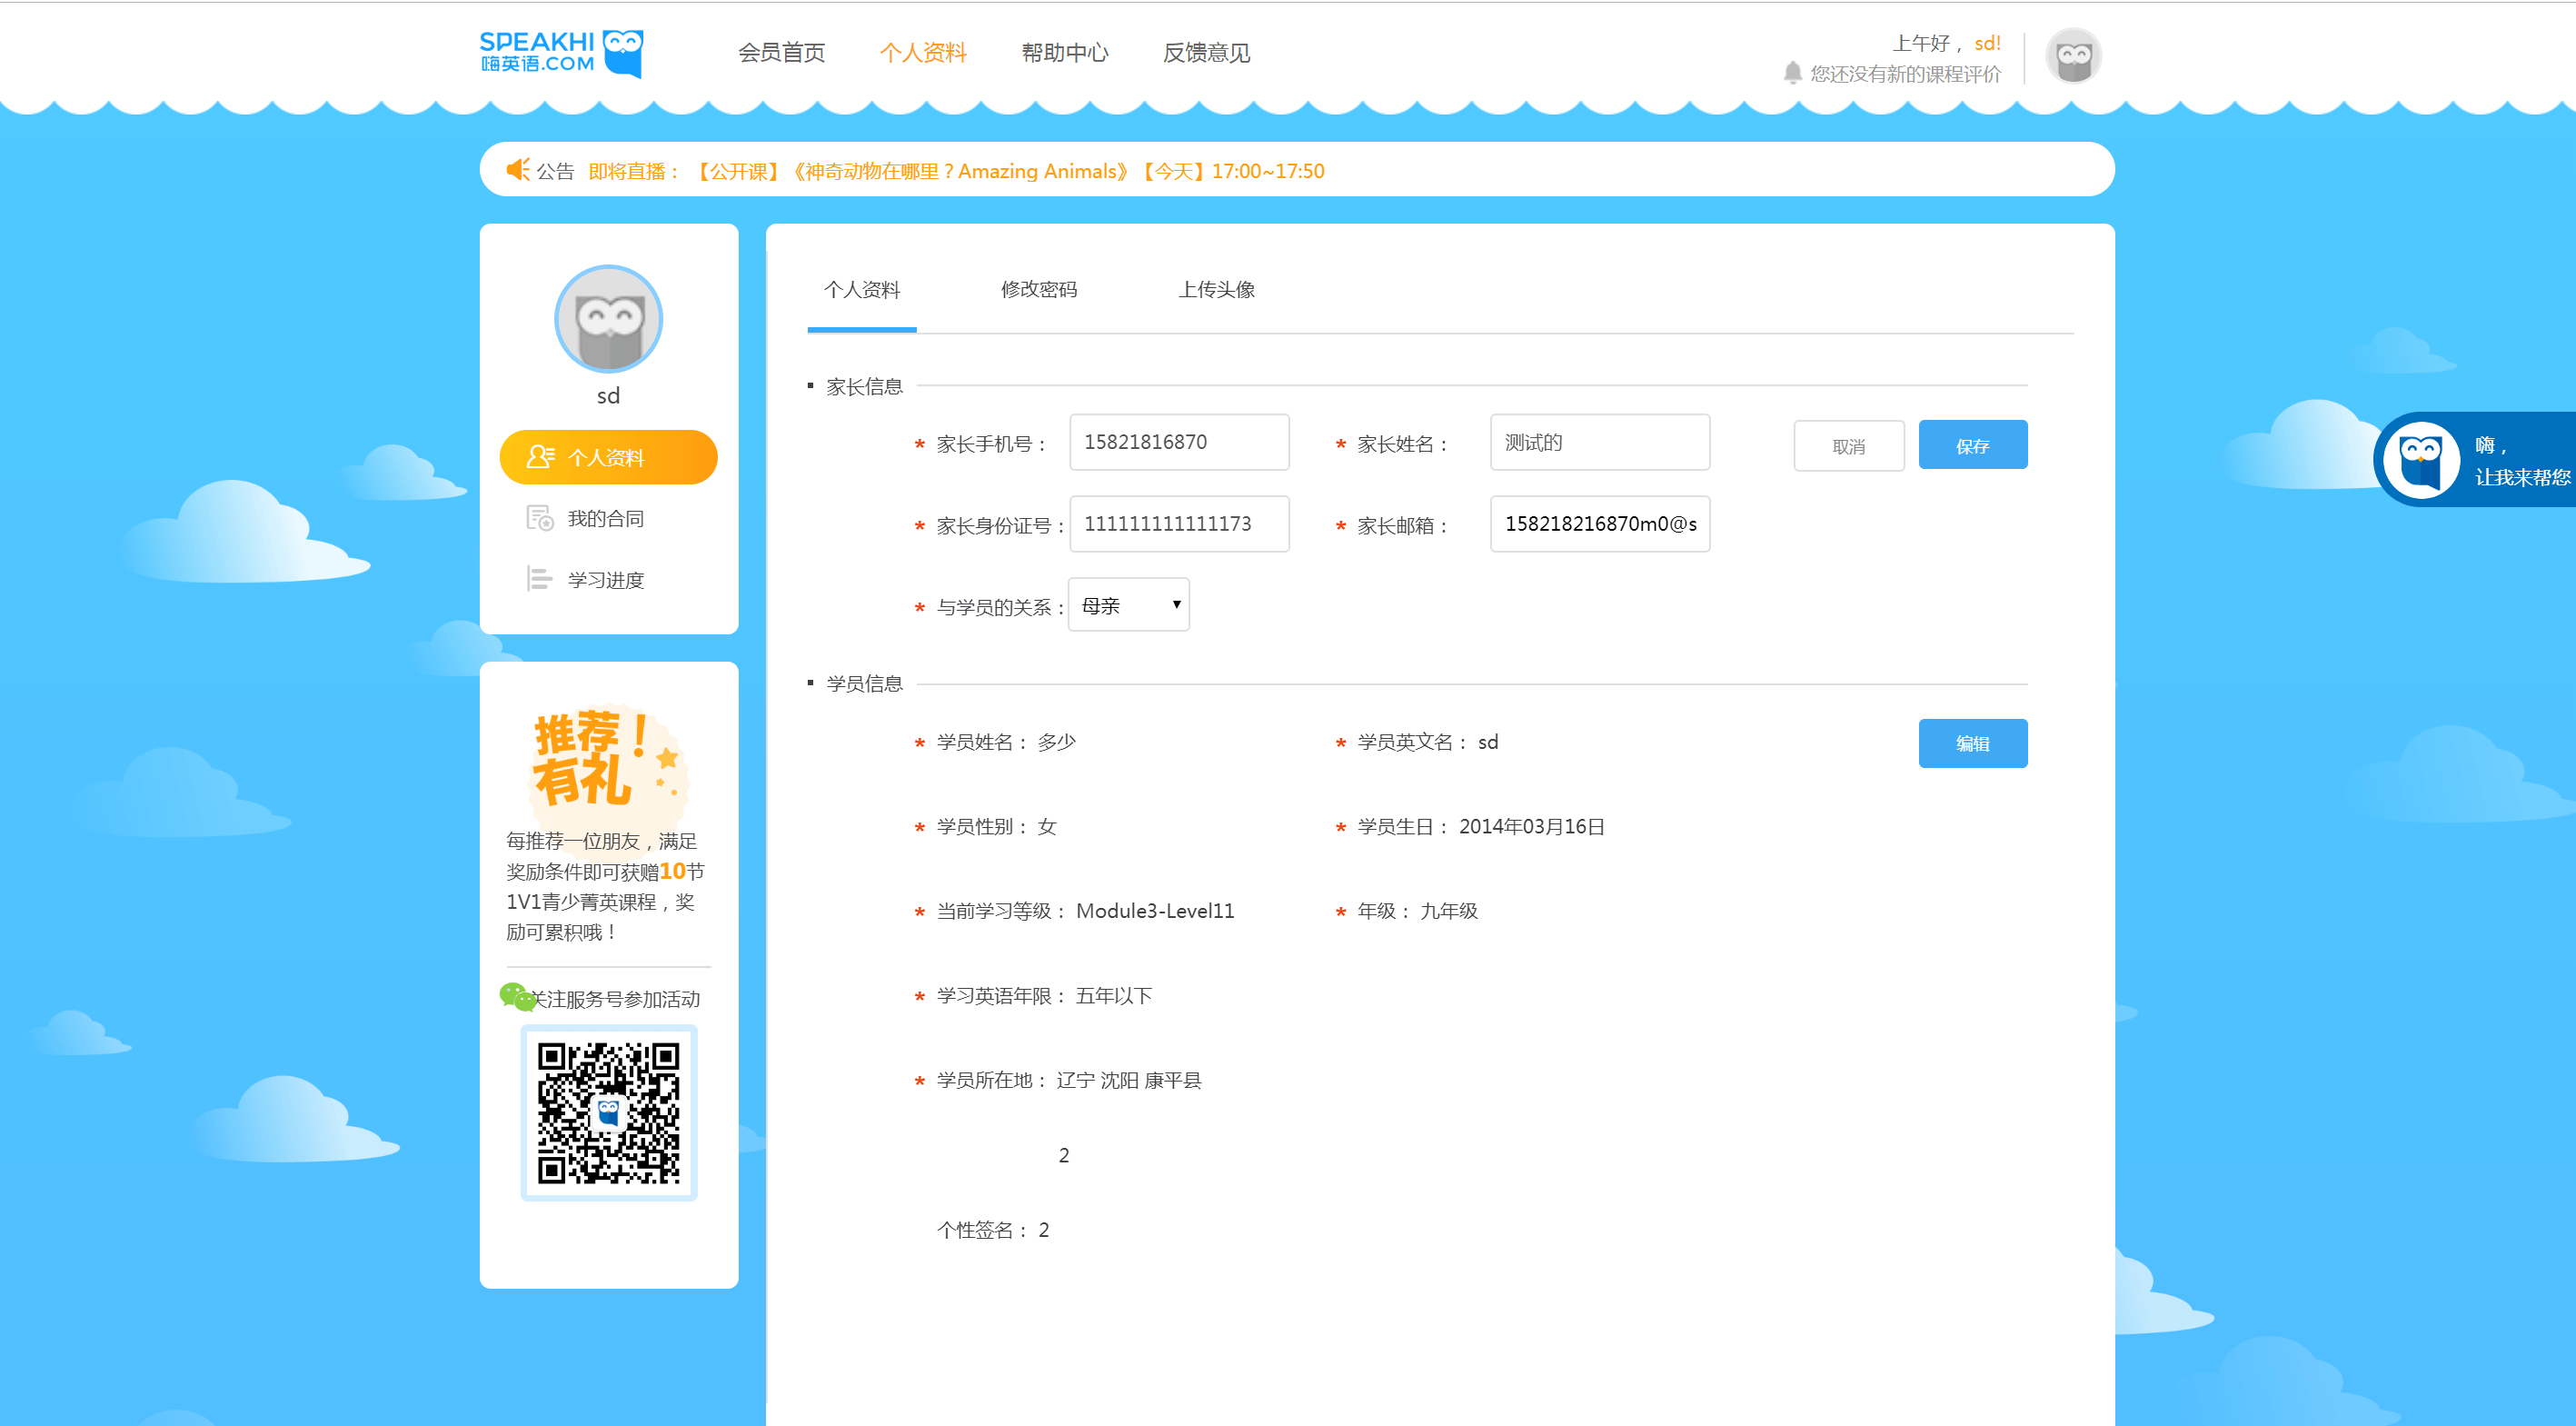 SPEAKHI
嗨英语.COM
会员首页
个人资料
帮助中心
反馈意见
上午好， sd!
您还没有新的课程评价
公告 即将直播：【公开课】《神奇动物在哪里？Amazing Animals》【今天】17:00~17:50
sd
个人资料
我的合同
学习进度
推荐！
有礼
每推荐一位朋友，满足
奖励条件即可获赠10节
1V1青少菁英课程，奖
励可累积哦！
关注服务号参加活动
个人资料
修改密码
上传头像
家长信息
* 家长手机号： 15821816870
* 家长姓名： 测试的
取消
保存
* 家长身份证号： 111111111111173
* 家长邮箱： 158218216870m0@s
* 与学员的关系： 母亲
学员信息
* 学员姓名： 多少
* 学员英文名： sd
编辑
* 学员性别： 女
* 学员生日： 2014年03月16日
* 当前学习等级： Module3-Level11
* 年级： 九年级
* 学习英语年限： 五年以下
* 学员所在地： 辽宁 沈阳 康平县
2
个性签名： 2
嗨，
让我来帮您